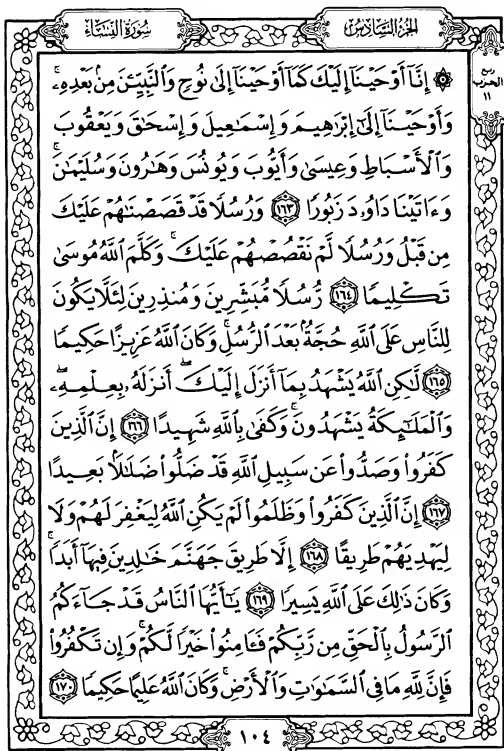 الجزء السادس
سورة النساء
ربع
الحزب
١١
۞ إِنَّآ أَوْحَيْنَآ إِلَيْكَ كَمَآ أَوْحَيْنَآ إِلَىٰ نُوحٍ وَٱلنَّبِيِّـۧنَ مِنۢ بَعْدِهِۦ ۚ
وَأَوْحَيْنَآ إِلَىٰٓ إِبْرَٰهِيمَ وَإِسْمَٰعِيلَ وَإِسْحَٰقَ وَيَعْقُوبَ
وَٱلْأَسْبَاطِ وَعِيسَىٰ وَأَيُّوبَ وَيُونُسَ وَهَٰرُونَ وَسُلَيْمَٰنَ ۚ
وَءَاتَيْنَا دَاوُۥدَ زَبُورًا ١٦٣ وَرُسُلًا قَدْ قَصَصْنَٰهُمْ عَلَيْكَ
مِن قَبْلُ وَرُسُلًا لَّمْ نَقْصُصْهُمْ عَلَيْكَ ۚ وَكَلَّمَ ٱللَّهُ مُوسَىٰ
تَكْلِيمًا ١٦٤ رُّسُلًا مُّبَشِّرِينَ وَمُنذِرِينَ لِئَلَّا يَكُونَ
لِلنَّاسِ عَلَى ٱللَّهِ حُجَّةٌۢ بَعْدَ ٱلرُّسُلِ ۚ وَكَانَ ٱللَّهُ عَزِيزًا حَكِيمًا
١٦٥ لَّٰكِنِ ٱللَّهُ يَشْهَدُ بِمَآ أَنزَلَ إِلَيْكَ ۖ أَنزَلَهُۥ بِعِلْمِهِۦ ۖ
وَٱلْمَلَٰٓئِكَةُ يَشْهَدُونَ ۚ وَكَفَىٰ بِٱللَّهِ شَهِيدًا ١٦٦ إِنَّ ٱلَّذِينَ
كَفَرُوا۟ وَصَدُّوا۟ عَن سَبِيلِ ٱللَّهِ قَدْ ضَلُّوا۟ ضَلَٰلًۢا بَعِيدًا
١٦٧ إِنَّ ٱلَّذِينَ كَفَرُوا۟ وَظَلَمُوا۟ لَمْ يَكُنِ ٱللَّهُ لِيَغْفِرَ لَهُمْ وَلَا
لِيَهْدِيَهُمْ طَرِيقًا ١٦٨ إِلَّا طَرِيقَ جَهَنَّمَ خَٰلِدِينَ فِيهَآ أَبَدًا ۚ
وَكَانَ ذَٰلِكَ عَلَى ٱللَّهِ يَسِيرًا ١٦٩ يَٰٓأَيُّهَا ٱلنَّاسُ قَدْ جَآءَكُمُ
ٱلرَّسُولُ بِٱلْحَقِّ مِن رَّبِّكُمْ فَـَٔامِنُوا۟ خَيْرًا لَّكُمْ ۚ وَإِن تَكْفُرُوا۟
فَإِنَّ لِلَّهِ مَا فِى ٱلسَّمَٰوَٰتِ وَٱلْأَرْضِ ۚ وَكَانَ ٱللَّهُ عَلِيمًا حَكِيمًا ١٧٠
١٠٤